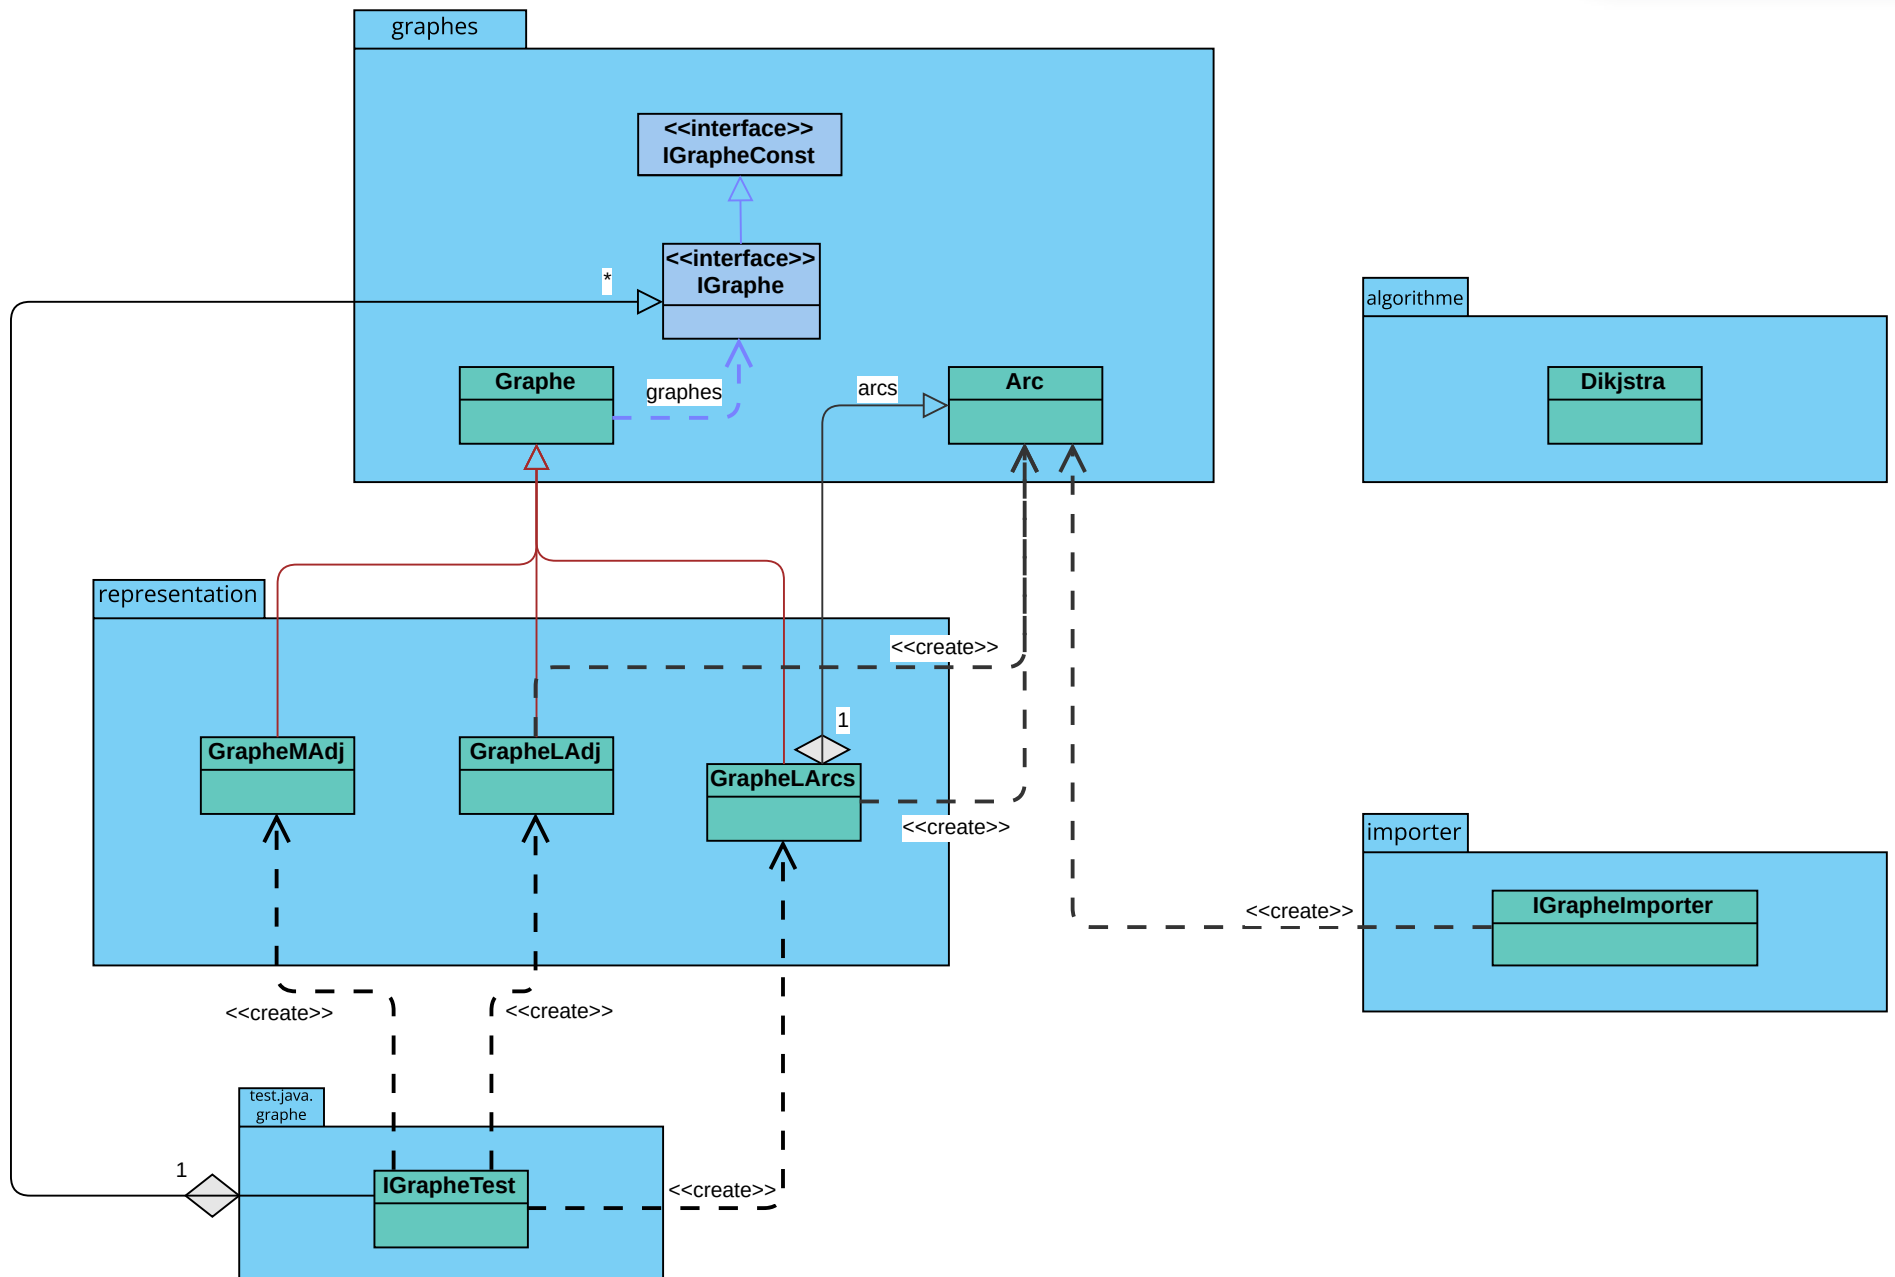 graphes
<<interface>>
IGrapheConst
<<interface>>
IGraphe
*
algorithme
Graphe
graphes
arcs
Arc
Dikjstra
representation
<<create>>
1
GrapheMAdj
GrapheLAdj
GrapheLArcs
<<create>>
importer
<<create>>
IGrapheImporter
<<create>>
<<create>>
test.java.
graphe
1
IGrapheTest
<<create>>